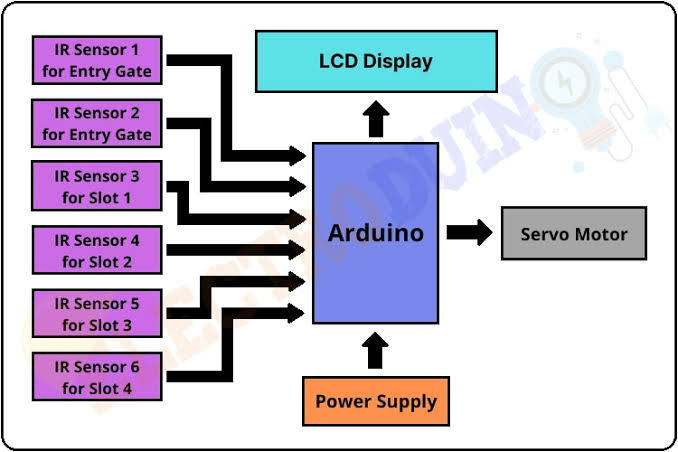 IR Sensor 1
for Entry Gate
IR Sensor 2
for Entry Gate
IR Sensor 3
for Slot 1
IR Sensor 4
for Slot 2
IR Sensor 5
for Slot 3
IR Sensor 6
for Slot 4
LCD Display
Arduino
Servo Motor
Power Supply
ELECTRODUINO